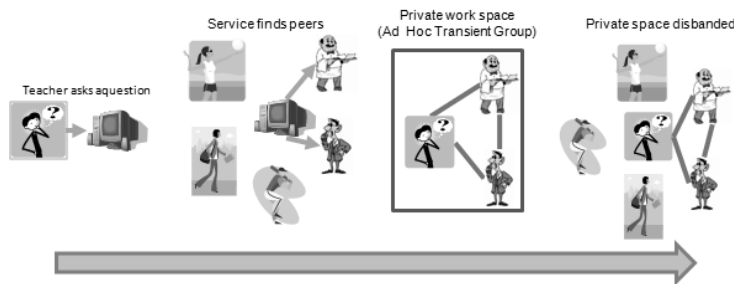 Service finds peers
Private work space
(Ad Hoc Transient Group)
Private space disbanded
Teacher asks aquestion
?
?
?